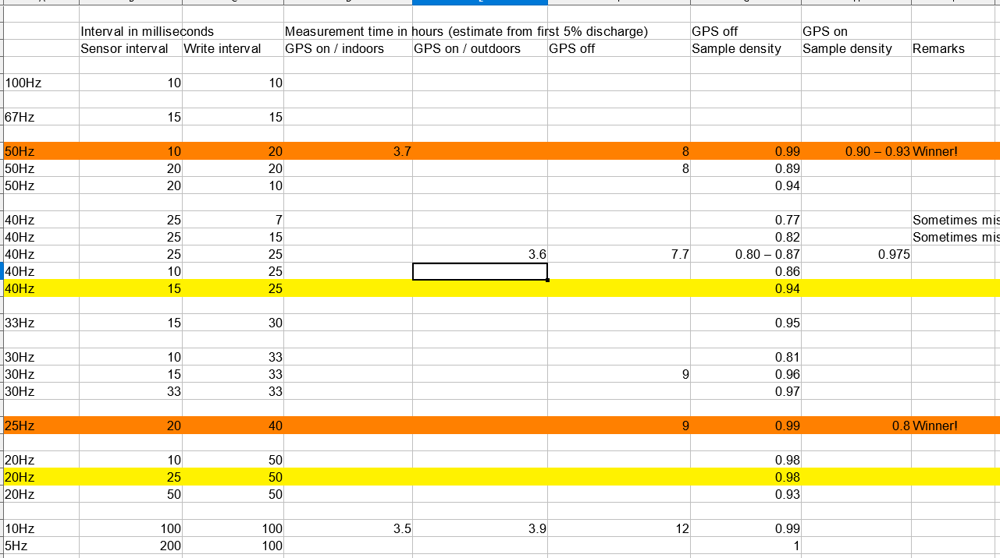 Interval in milliseconds Measurement time in hours (estimate from first 5% discharge) GPS off GPS on
Sensor interval Write interval GPS on / indoors GPS on / outdoors GPS off Sample density Sample density Remarks
100Hz 10 10
67Hz 15 15
50Hz 10 20 3.7 8 0.99 0.90 – 0.93 Winner!
50Hz 20 20 8 0.89
50Hz 20 10 0.94
40Hz 25 7 0.77 Sometimes mis
40Hz 25 15 0.82 Sometimes mis
40Hz 25 25 3.6 7.7 0.80 – 0.87 0.975
40Hz 10 25 0.86
40Hz 15 25 0.94
33Hz 15 30 0.95
30Hz 10 33 0.81
30Hz 15 33 9 0.96
30Hz 33 33 0.97
25Hz 20 40 9 0.99 0.8 Winner!
20Hz 10 50 0.98
20Hz 25 50 0.98
20Hz 50 50 0.93
10Hz 100 100 3.5 3.9 12 0.99
5Hz 200 100 1